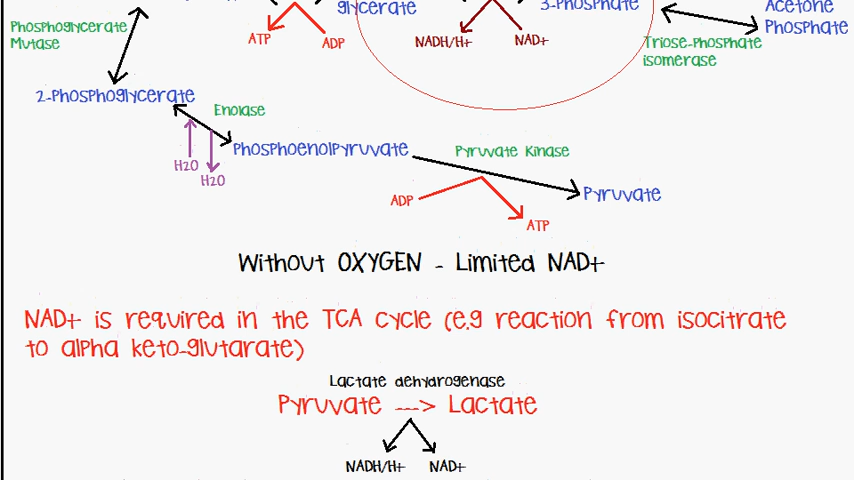 glycerate
3-Phosphate
Acetone
Phosphate
Phosphoglycerate
Mutase
ATP
ADP
NADH/H+
NAD+
Triose-Phosphate
isomerase
2-Phosphoglycerate
Enolase
H2O
H2O
Phosphoenolpyruvate
Pyruvate Kinase
ADP
ATP
Pyruvate
Without OXYGEN - Limited NAD+
NAD+ is required in the TCA cycle (e.g reaction from isocitrate
to alpha keto-glutarate)
Lactate dehydrogenase
Pyruvate ---> Lactate
NADH/H+
NAD+